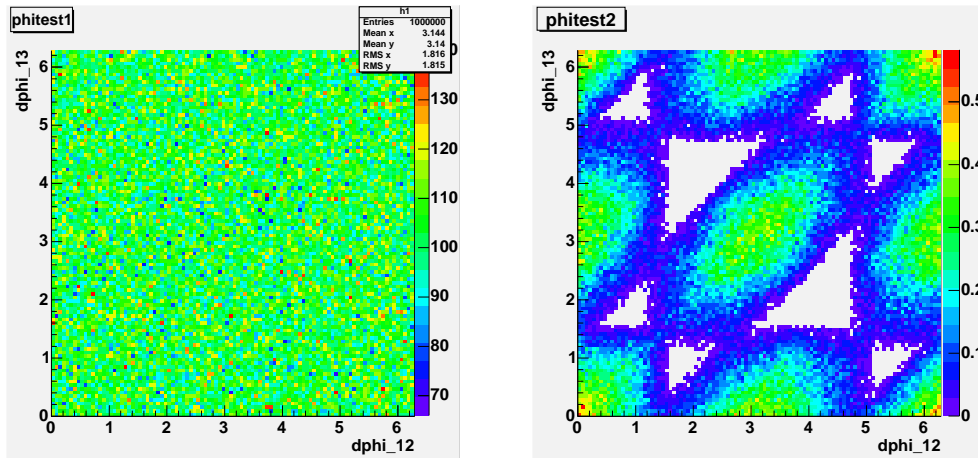 phitest1
h1
Entries 1000000
Mean x 3.144
Mean y 3.14
RMS x 1.816
RMS y 1.815
dphi_13
6
5
4
3
2
1
0
0 1 2 3 4 5 6
dphi_12
130
120
110
100
90
80
70
phitest2
dphi_13
6
5
4
3
2
1
0
0 1 2 3 4 5 6
dphi_12
0.5
0.4
0.3
0.2
0.1
0